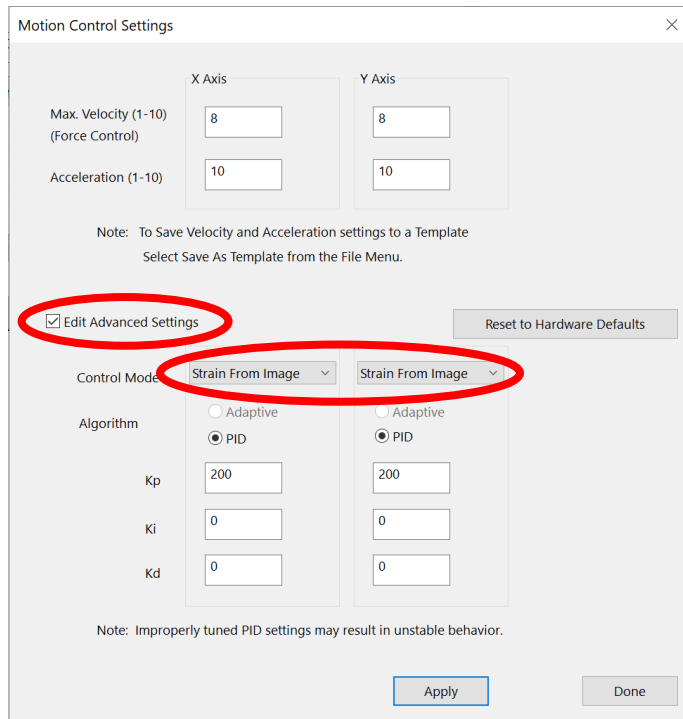 Motion Control Settings
X Axis
Y Axis
Max. Velocity (1-10)
(Force Control)
8
8
Acceleration (1-10)
10
10
Note: To Save Velocity and Acceleration settings to a Template
Select Save As Template from the File Menu.
Edit Advanced Settings
Reset to Hardware Defaults
Control Mode
Strain From Image
Strain From Image
Algorithm
Adaptive
Adaptive
PID
PID
Kp
200
200
Ki
0
0
Kd
0
0
Note: Improperly tuned PID settings may result in unstable behavior.
Apply
Done